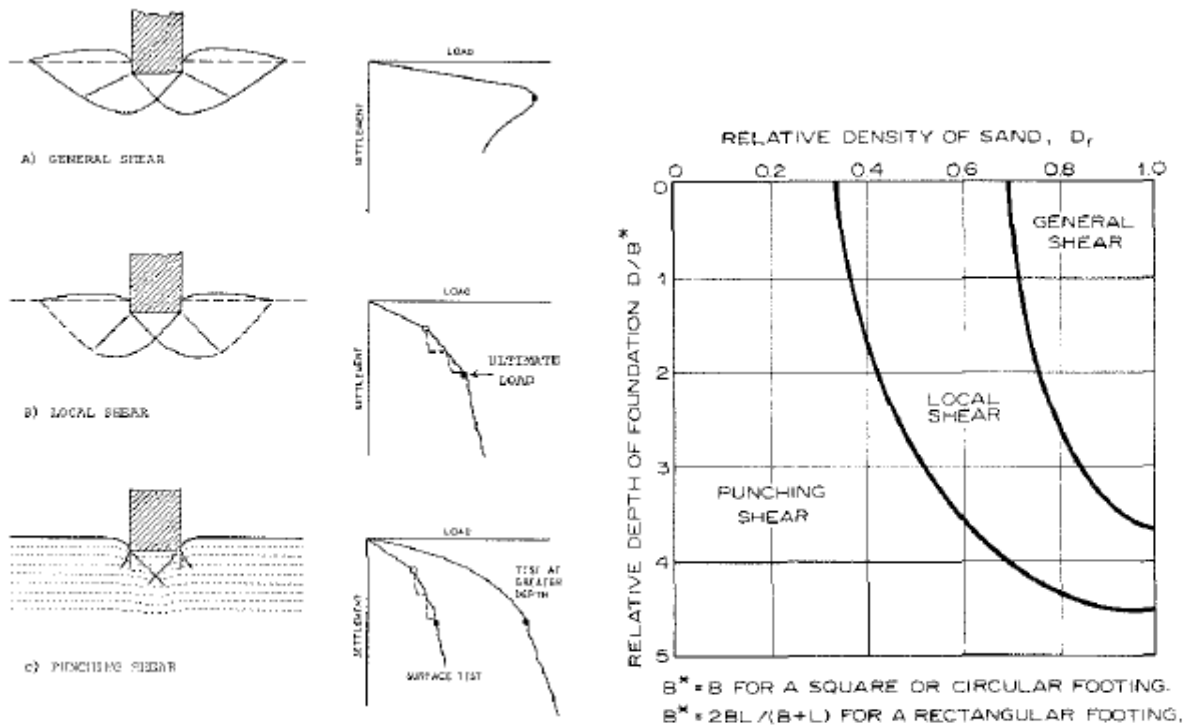 LOAD
SETTLEMENT
A) GENERAL SHEAR
LOAD
SETTLEMENT
ULTIMATE
LOAD
B) LOCAL SHEAR
LOAD
SETTLEMENT
TEST AT
GREATER
DEPTH
SURFACE TEST
C) PUNCHING SHEAR
RELATIVE DENSITY OF SAND, Dr
0 0.2 0.4 0.6 0.8 1.0
RELATIVE DEPTH OF FOUNDATION D/B*
0
1
2
3
4
5
GENERAL
SHEAR
LOCAL
SHEAR
PUNCHING
SHEAR
B* = B FOR A SQUARE OR CIRCULAR FOOTING.
B* = 2BL/(B+L) FOR A RECTANGULAR FOOTING.